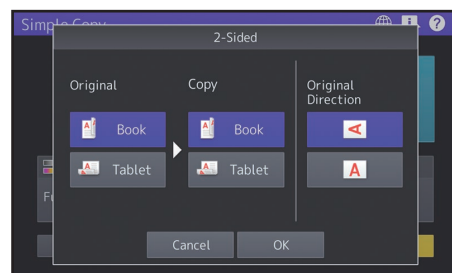 Simple Copy
2-Sided
Original
Copy
Original
Direction
Book
Book
A
Tablet
Tablet
A
Cancel
OK